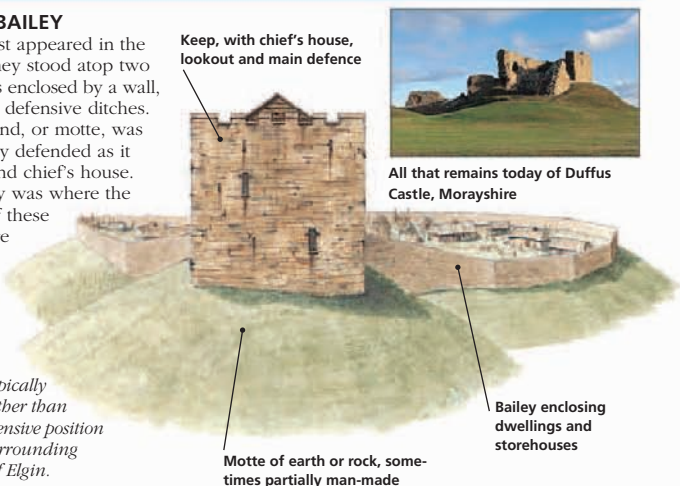 BAILEY
st appeared in the
hey stood atop two
s enclosed by a wall,
defensive ditches.
nd, or motte, was
y defended as it
nd chief's house.
y was where the
f these
re
pically
ther than
ensive position
rrounding
f Elgin.
Keep, with chief's house,
lookout and main defence
All that remains today of Duffus
Castle, Morayshire
Bailey enclosing
dwellings and
storehouses
Motte of earth or rock, some-
times partially man-made